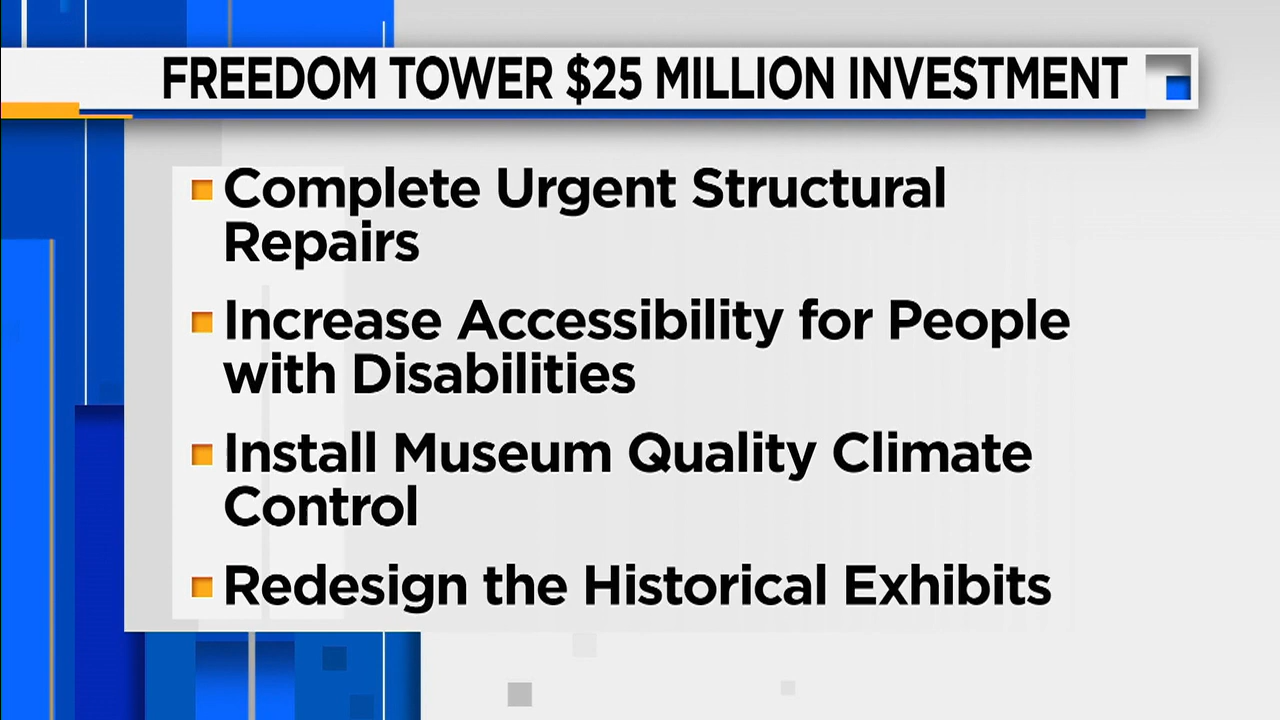 FREEDOM TOWER $25 MILLION INVESTMENT
Complete Urgent Structural
Repairs
Increase Accessibility for People
with Disabilities
Install Museum Quality Climate
Control
Redesign the Historical Exhibits